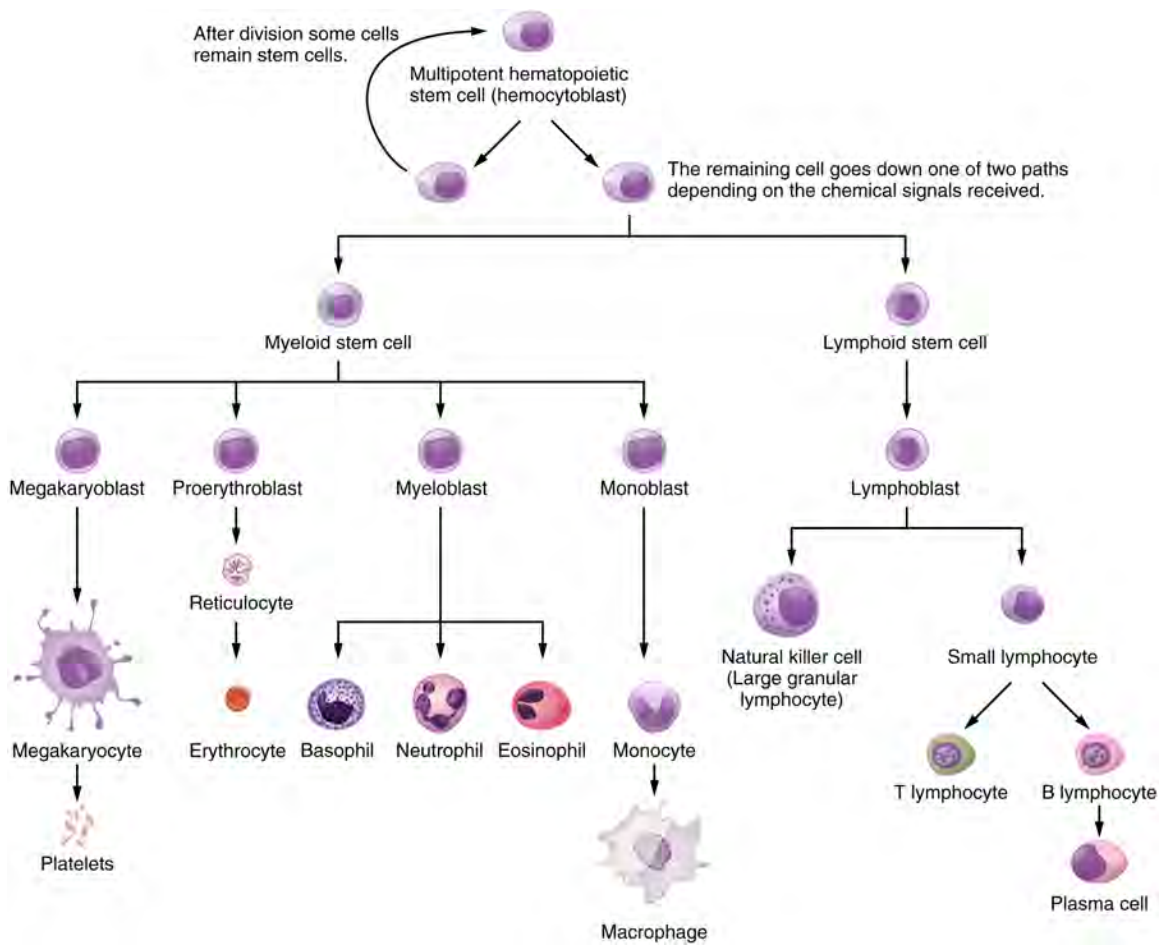 After division some cells
remain stem cells.
Multipotent hematopoietic
stem cell (hemocytoblast)
The remaining cell goes down one of two paths
depending on the chemical signals received.
Myeloid stem cell
Lymphoid stem cell
Megakaryoblast
Proerythroblast
Myeloblast
Monoblast
Lymphoblast
Reticulocyte
Natural killer cell
(Large granular
lymphocyte)
Small lymphocyte
Megakaryocyte
Erythrocyte
Basophil
Neutrophil
Eosinophil
Monocyte
T lymphocyte
B lymphocyte
Platelets
Plasma cell
Macrophage